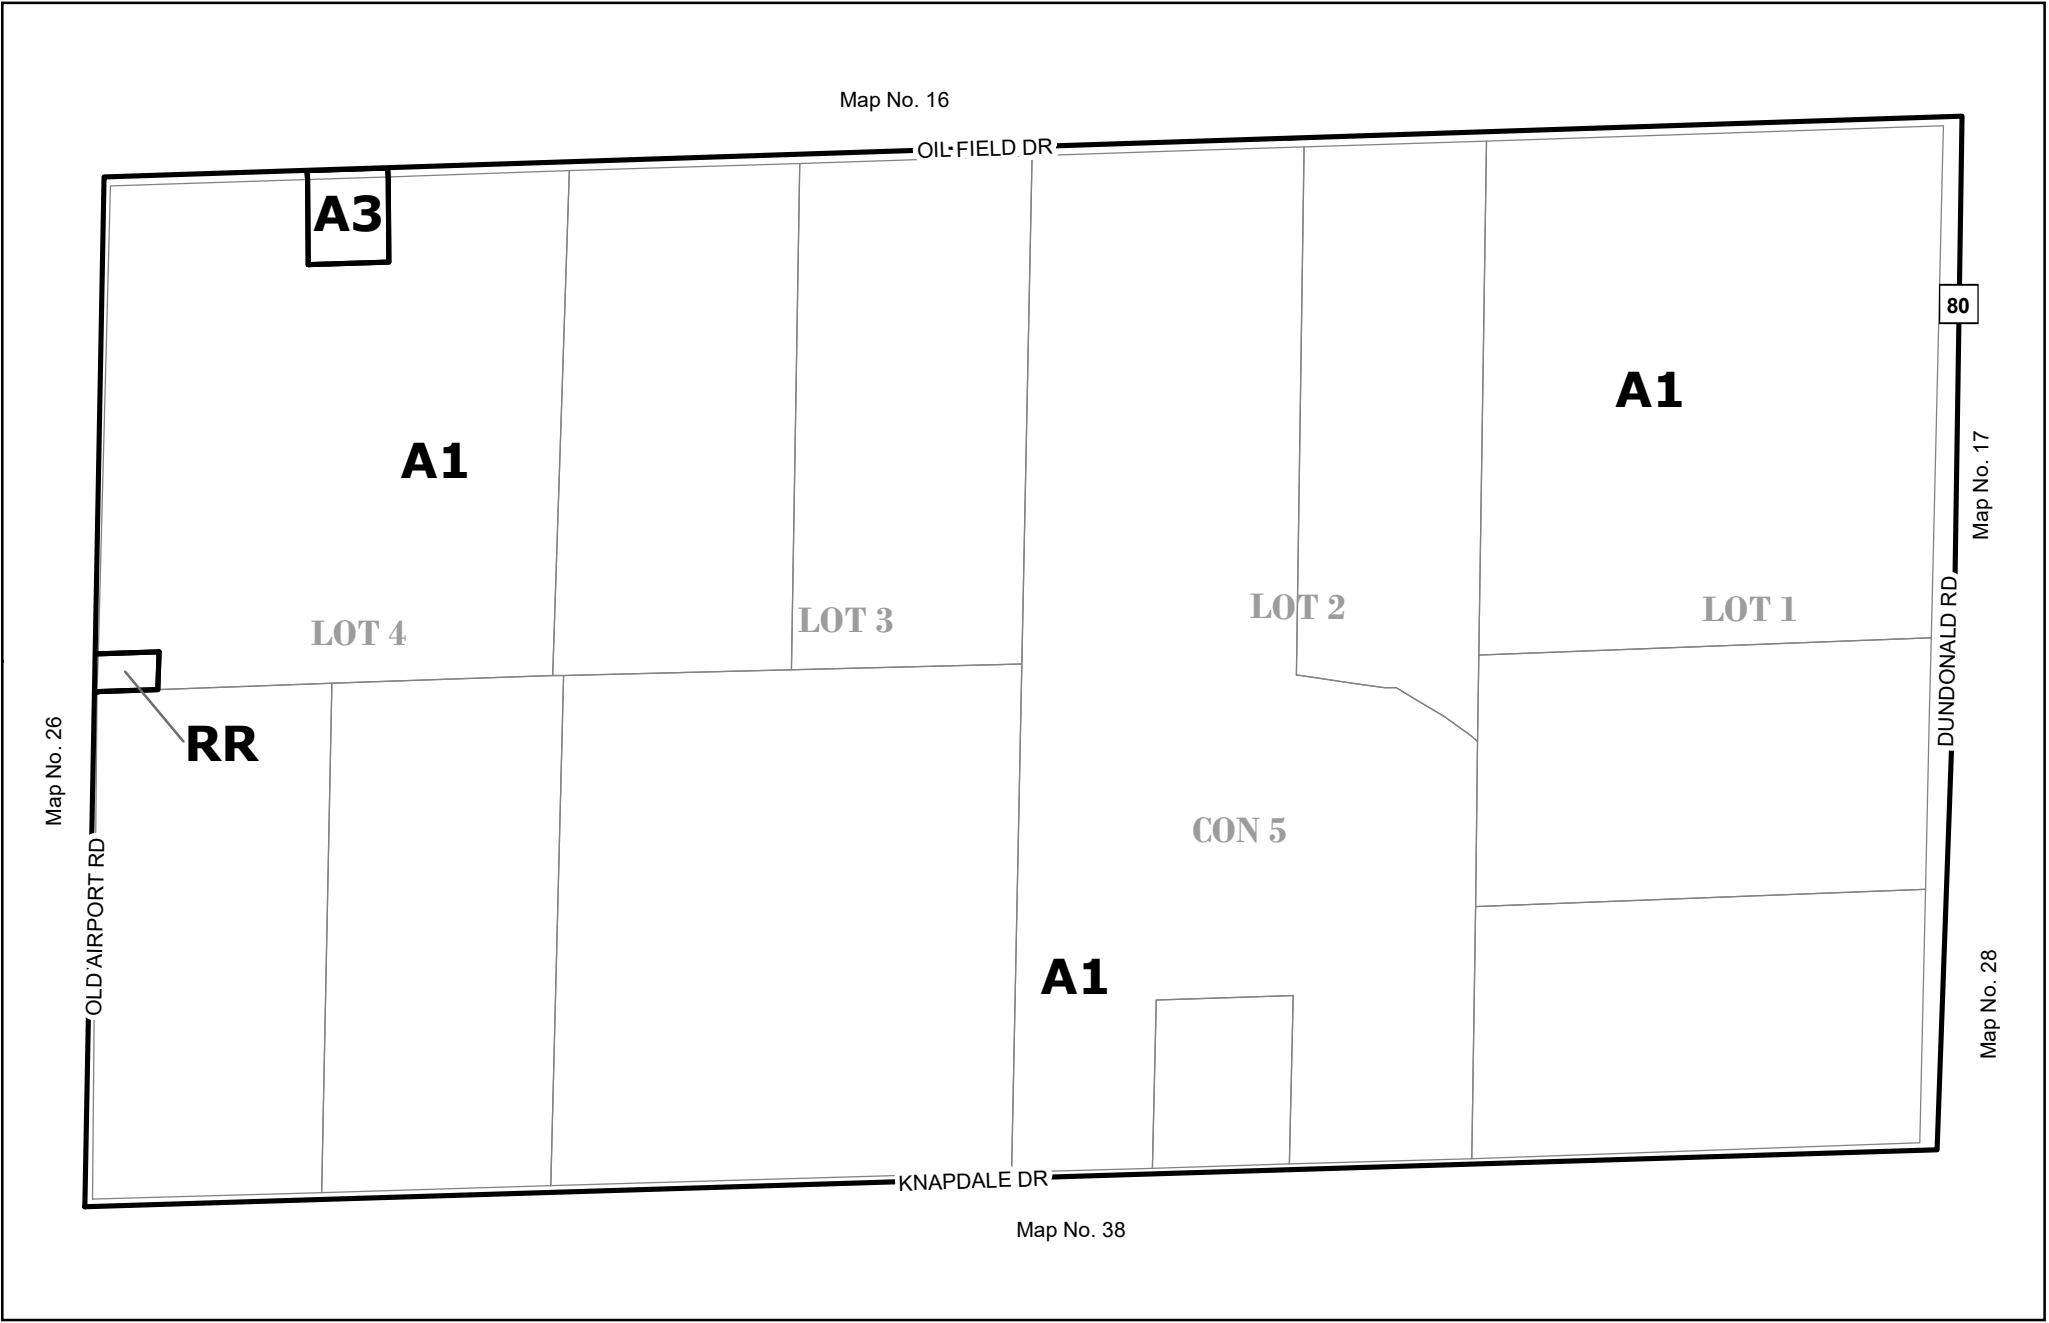 Map No. 16
OIL FIELD DR
A3
80
A1
A1
Map No. 17
LOT 4
LOT 3
LOT 2
LOT 1
DUNDONALD RD
RR
Map No. 26
CON 5
OLD AIRPORT RD
A1
Map No. 28
KNAPDALE DR
Map No. 38